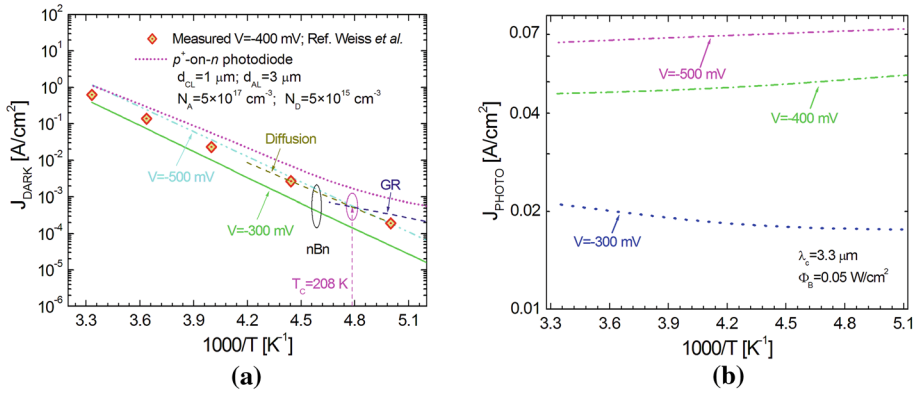 Measured V=-400 mV; Ref. Weiss et al.
p⁺-on-n photodiode
d_CL=1 μm; d_AL=3 μm
N_A=5×10¹⁷ cm⁻³; N_D=5×10¹⁵ cm⁻³
Diffusion
V=-500 mV
GR
V=-300 mV
nBn
T_C=208 K
10²
10¹
10⁰
10⁻¹
10⁻²
10⁻³
10⁻⁴
10⁻⁵
10⁻⁶
J_DARK [A/cm²]
3.3 3.6 3.9 4.2 4.5 4.8 5.1
1000/T [K⁻¹]
(a)
0.07
0.04
0.02
0.01
J_PHOTO [A/cm²]
V=-500 mV
V=-400 mV
V=-300 mV
λ_c=3.3 μm
Φ_B=0.05 W/cm²
3.3 3.6 3.9 4.2 4.5 4.8 5.1
1000/T [K⁻¹]
(b)